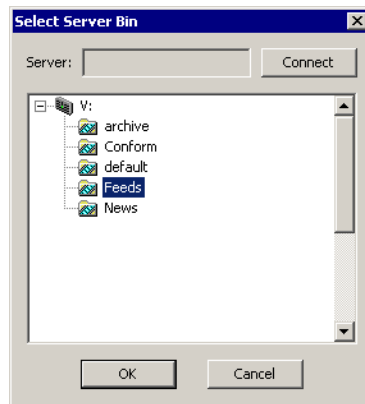 Select Server Bin
Server:
Connect
V:
archive
Conform
default
Feeds
News
OK
Cancel